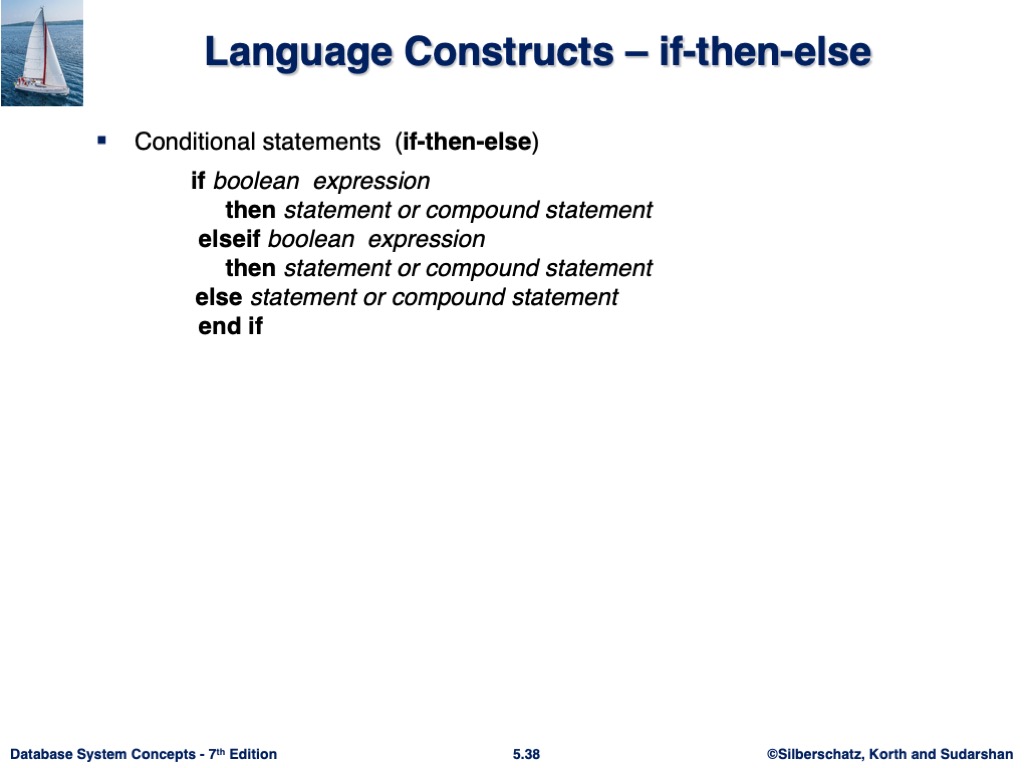 Language Constructs – if-then-else
▪ Conditional statements (if-then-else)
if boolean expression
then statement or compound statement
elseif boolean expression
then statement or compound statement
else statement or compound statement
end if
Database System Concepts - 7th Edition
5.38
©Silberschatz, Korth and Sudarshan